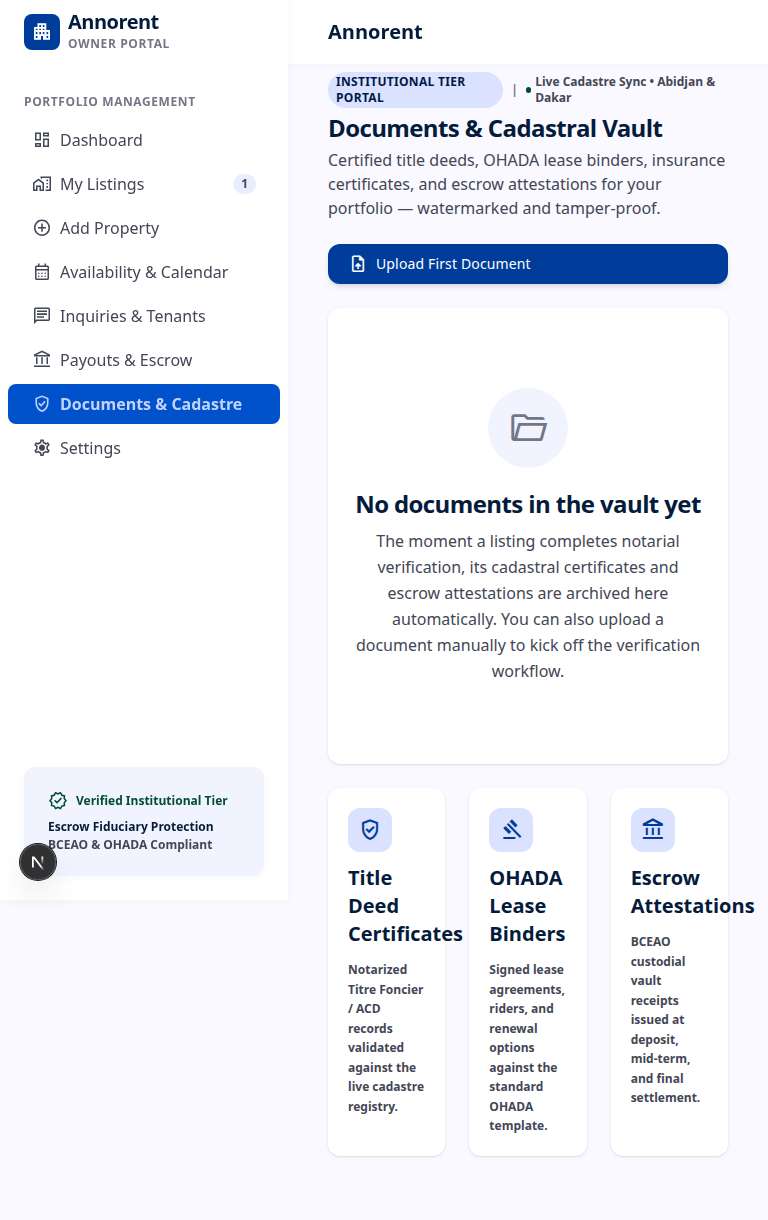 Annorent
OWNER PORTAL
PORTFOLIO MANAGEMENT
Dashboard
My Listings
1
Add Property
Availability & Calendar
Inquiries & Tenants
Payouts & Escrow
Documents & Cadastre
Settings
Verified Institutional Tier
Escrow Fiduciary Protection
BCEAO & OHADA Compliant
N
Annorent
INSTITUTIONAL TIER
PORTAL
|
Live Cadastre Sync • Abidjan &
Dakar
Documents & Cadastral Vault
Certified title deeds, OHADA lease binders, insurance
certificates, and escrow attestations for your
portfolio — watermarked and tamper-proof.
Upload First Document
No documents in the vault yet
The moment a listing completes notarial
verification, its cadastral certificates and
escrow attestations are archived here
automatically. You can also upload a
document manually to kick off the verification
workflow.
Title
Deed
Certificates
Notarized
Titre Foncier
/ ACD
records
validated
against the
live cadastre
registry.
OHADA
Lease
Binders
Signed lease
agreements,
riders, and
renewal
options
against the
standard
OHADA
template.
Escrow
Attestations
BCEAO
custodial
vault
receipts
issued at
deposit,
mid-term,
and final
settlement.